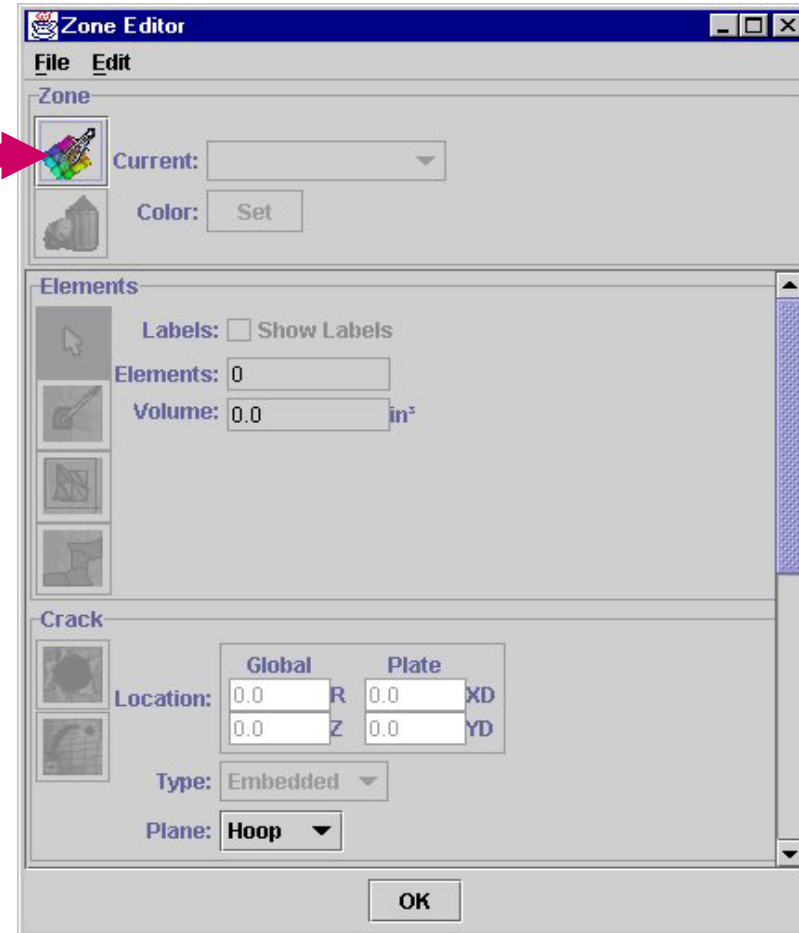 Zone Editor
File Edit
Zone
Current:
Color: Set
Elements
Labels: Show Labels
Elements: 0
Volume: 0.0 in³
Crack
Global Plate
Location: 0.0 R 0.0 XD
0.0 Z 0.0 YD
Type: Embedded
Plane: Hoop
OK